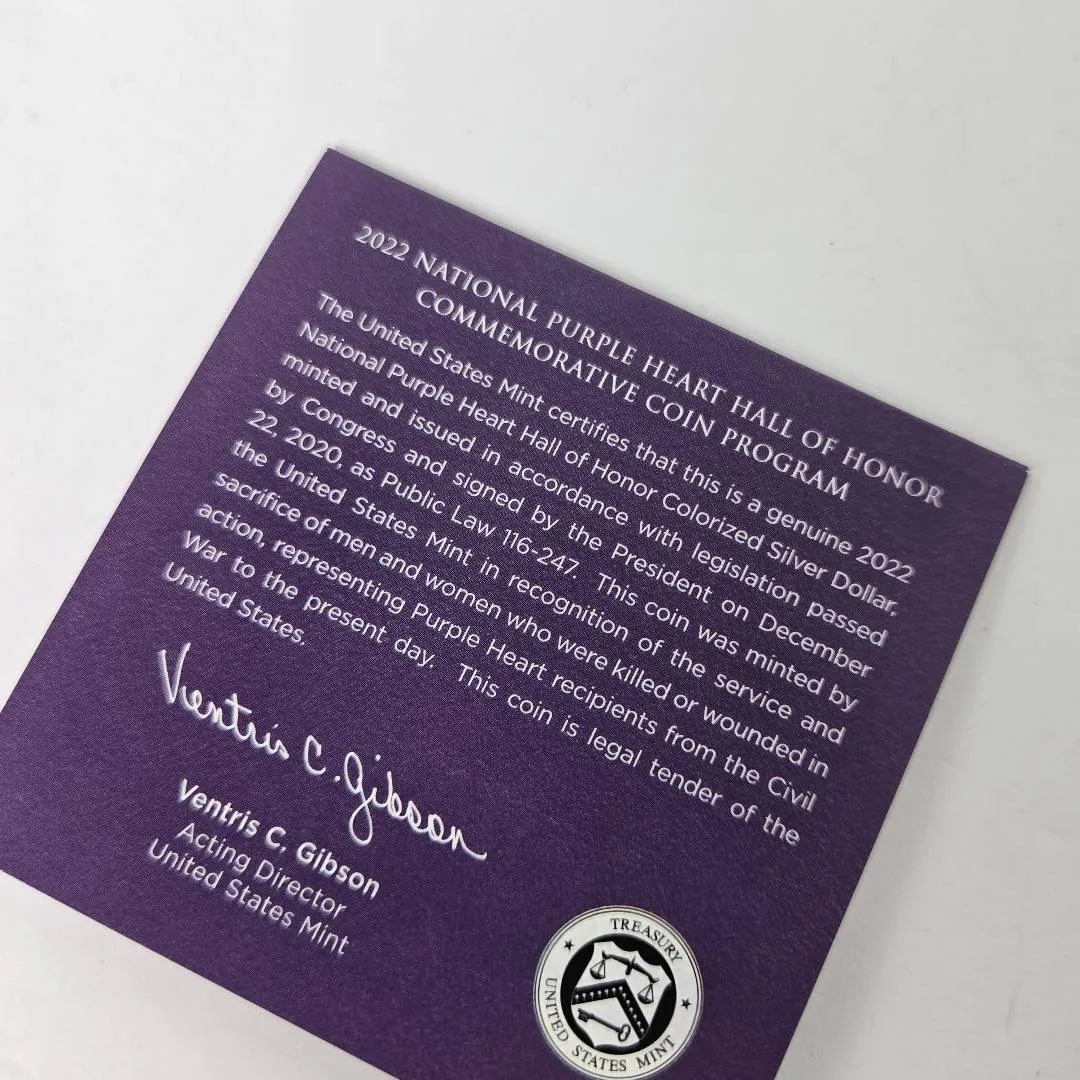 2022 NATIONAL PURPLE HEART HALL OF HONOR
COMMEMORATIVE COIN PROGRAM
The United States Mint certifies that this is a genuine 2022
National Purple Heart Hall of Honor Colorized Silver Dollar,
minted and issued in accordance with legislation passed
by Congress and signed by the President on December
22, 2020, as Public Law 116-247. This coin was minted by
the United States Mint in recognition of the service and
sacrifice of men and women who were killed or wounded in
action, representing Purple Heart recipients from the Civil
War to the present day. This coin is legal tender of the
United States.
Ventris C. Gibson
Ventris C. Gibson
Acting Director
United States Mint
TREASURY
UNITED STATES MINT